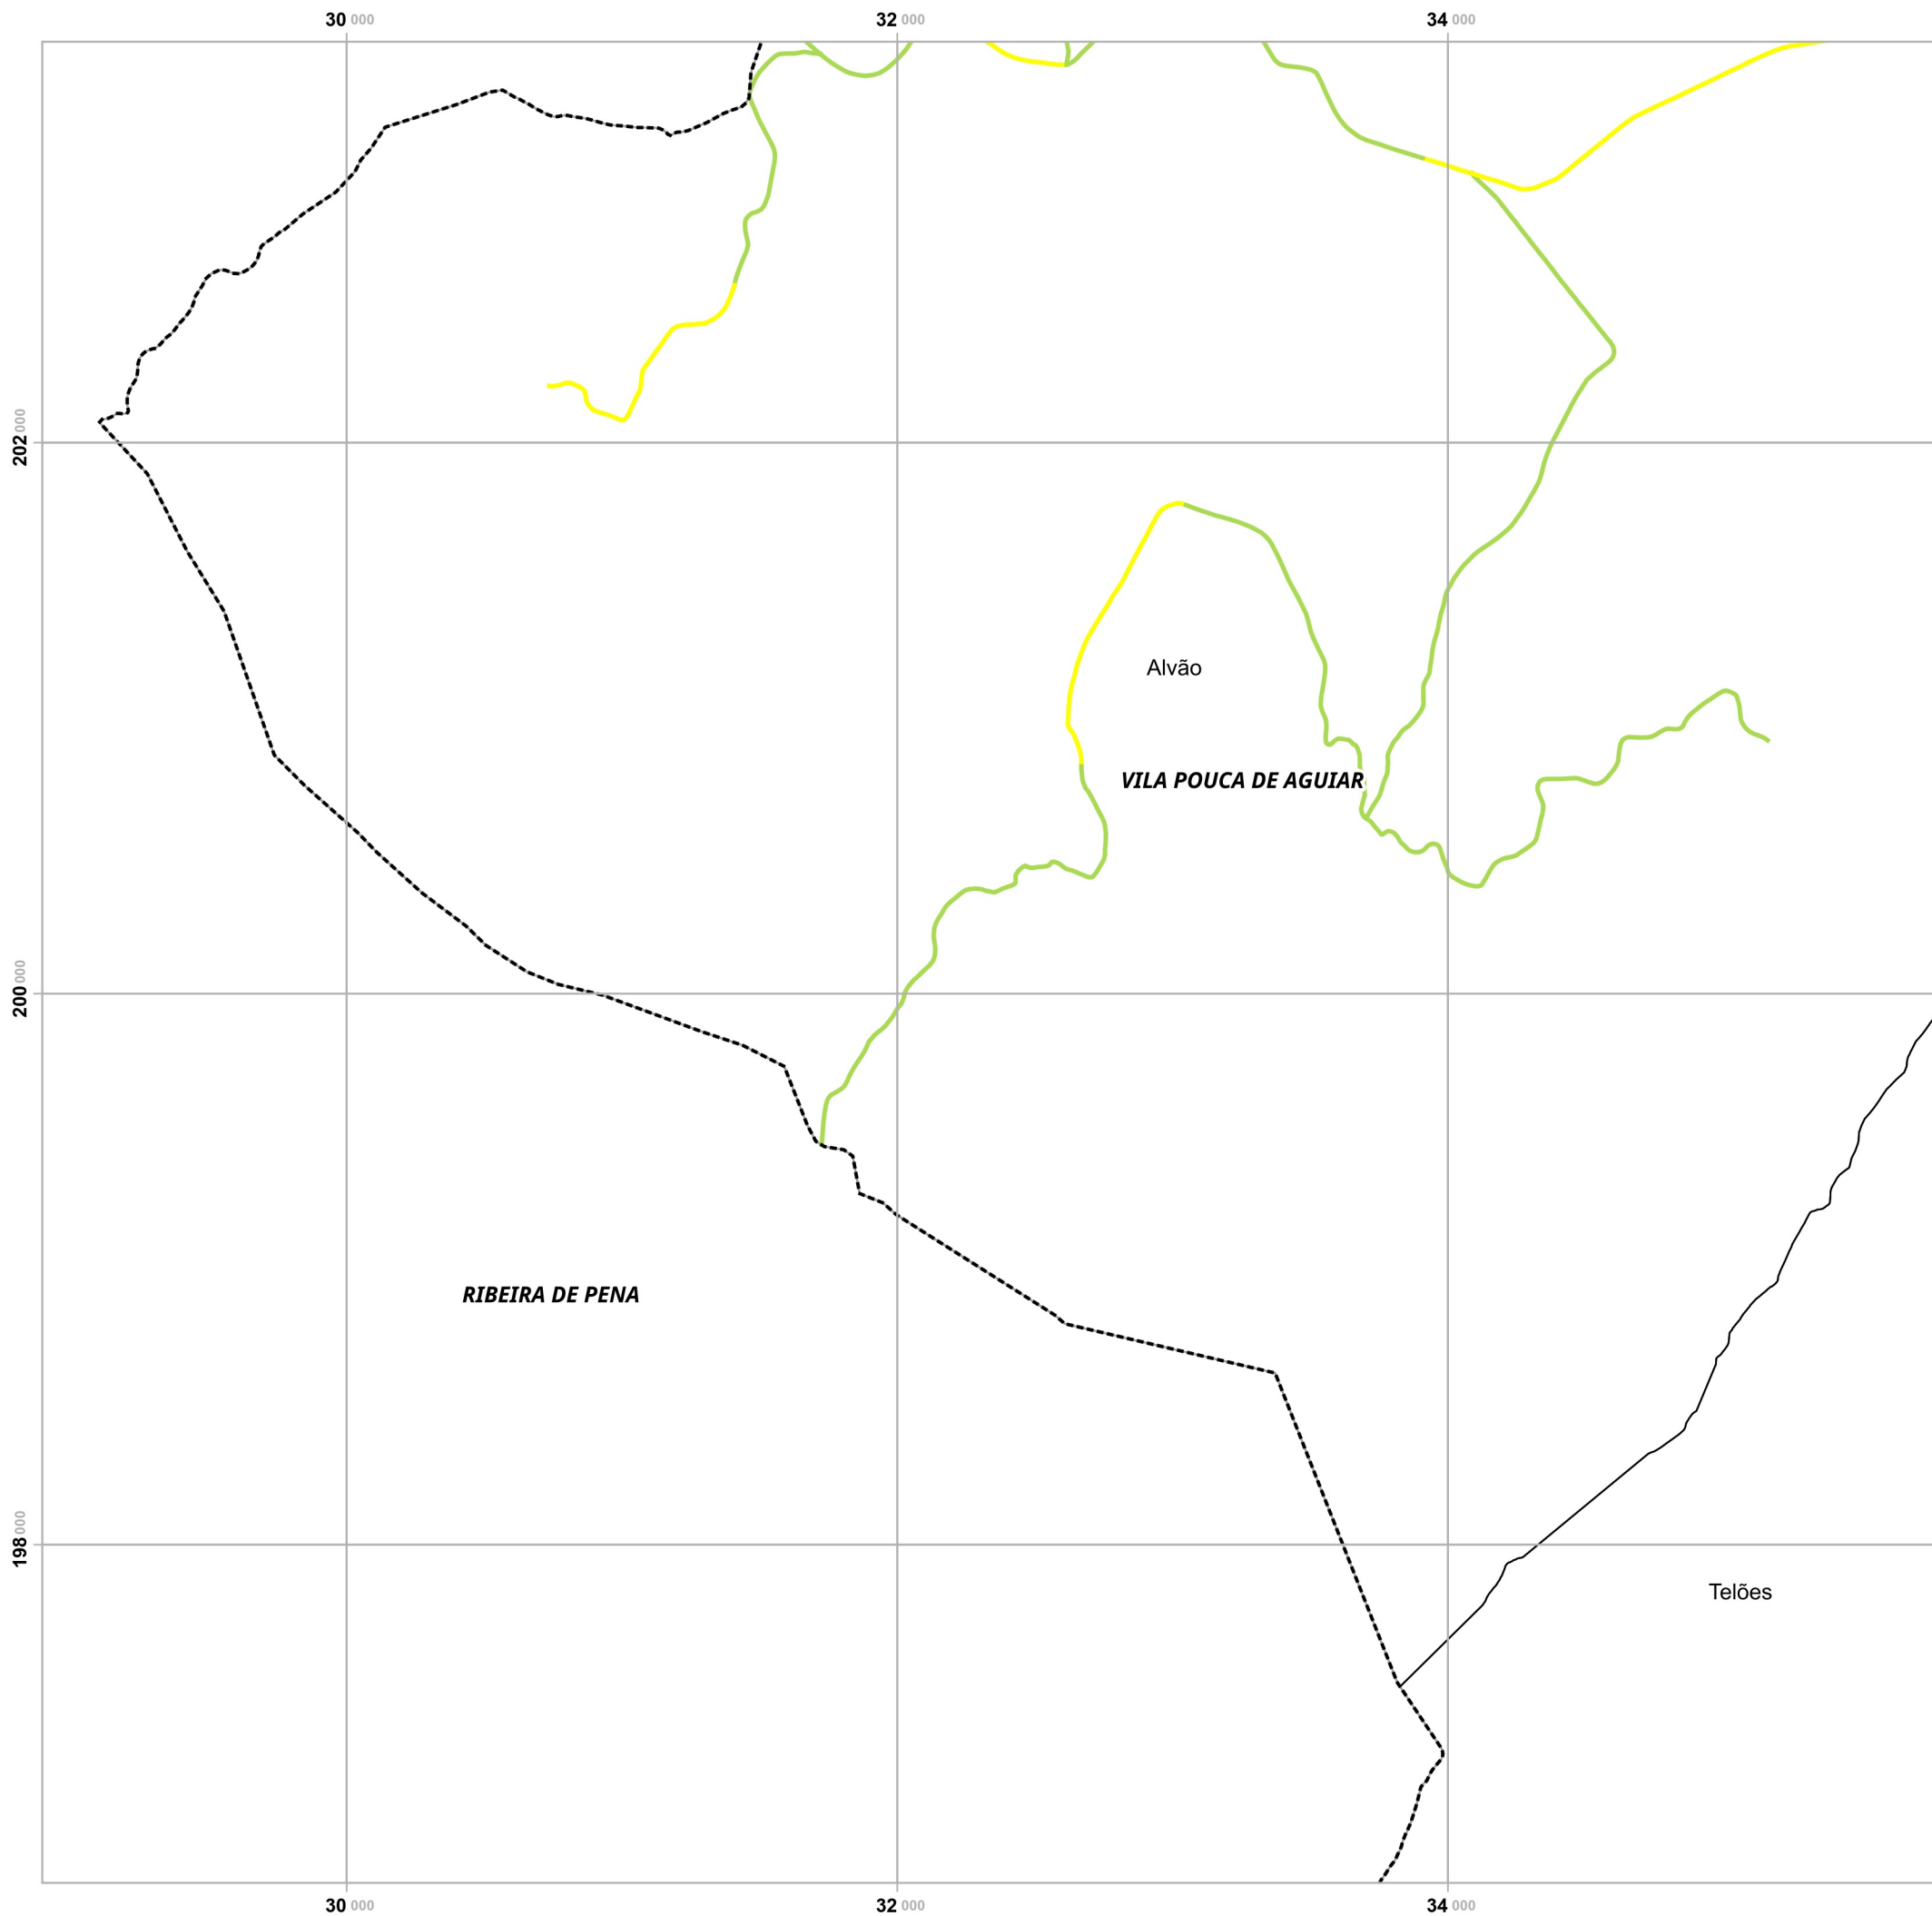 30 000 32 000 34 000
202 000
Alvão
VILA POUCA DE AGUIAR
200 000
RIBEIRA DE PENA
198 000
Telões
30 000 32 000 34 000